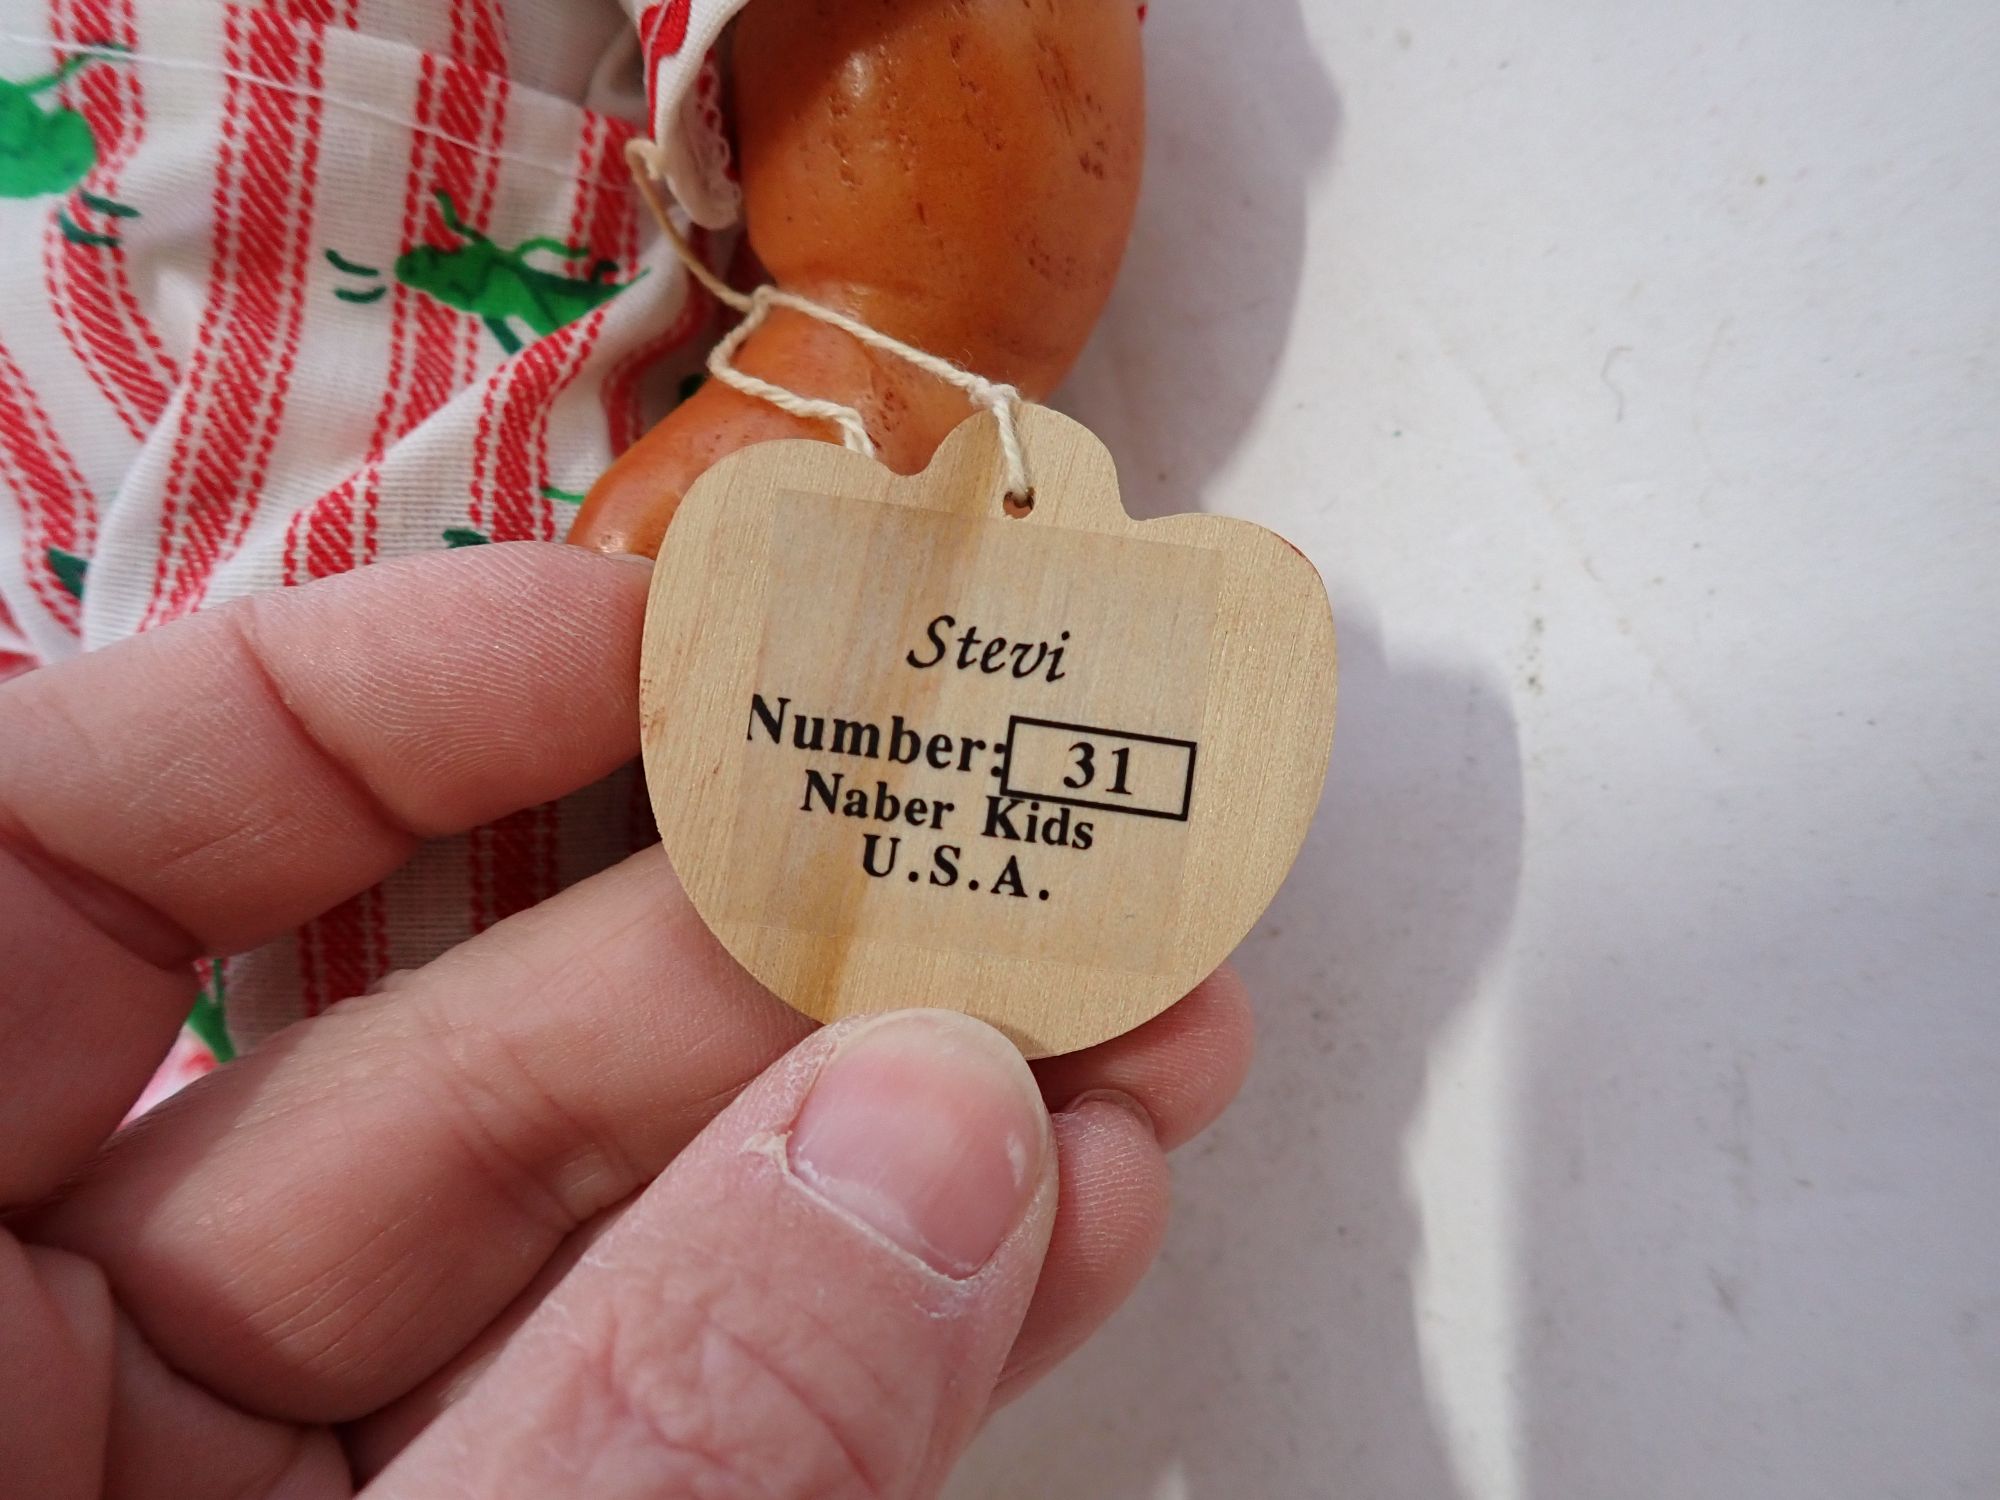 Stevi
Number: 31
Naber Kids
U.S.A.